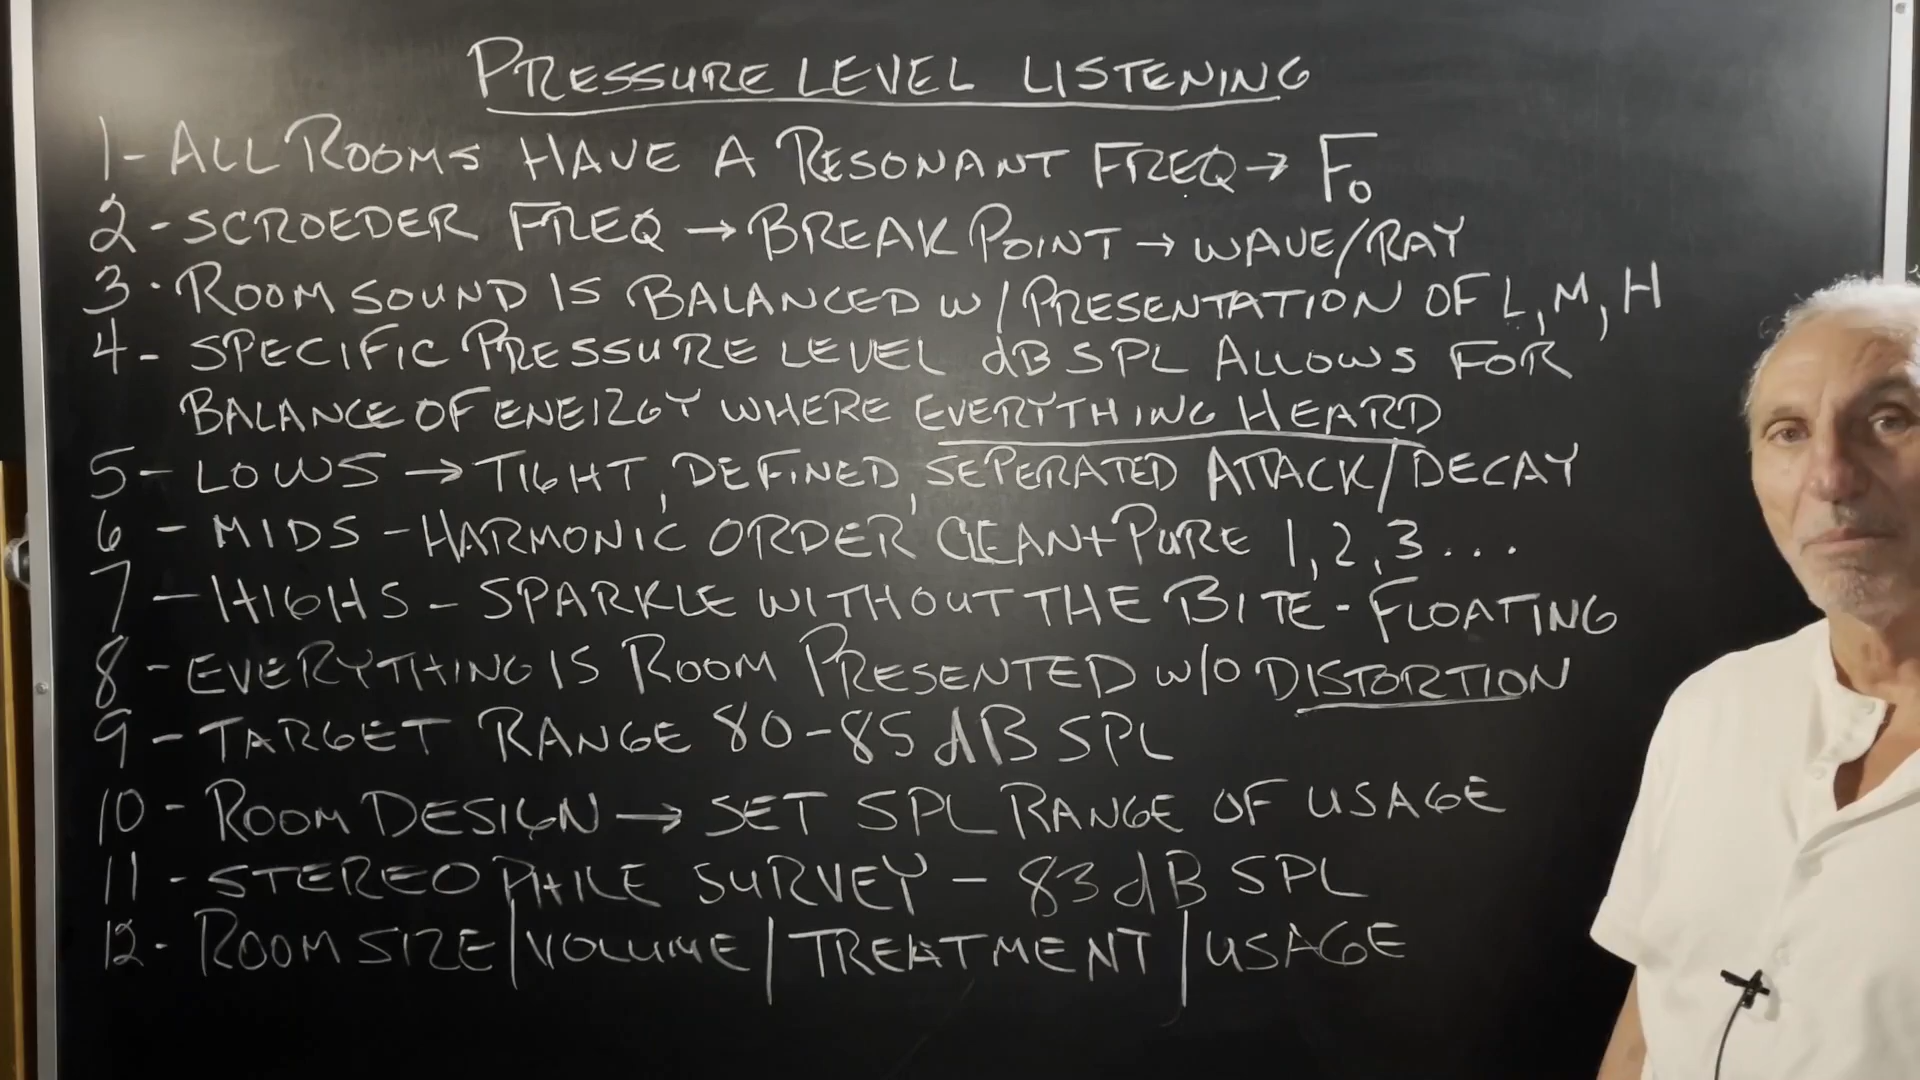 PRESSURE LEVEL LISTENING
1- ALL ROOMS HAVE A RESONANT FREQ → F₀
2 - SCROEDER FREQ → BREAK POINT → WAVE/RAY
3 · ROOM SOUND IS BALANCED W/PRESENTATION OF L, M, H
4 - SPECIFIC PRESSURE LEVEL dB SPL ALLOWS FOR
BALANCE OF ENERGY WHERE EVERYTHING HEARD
5 - LOWS → TIGHT, DEFINED, SEPERATED ATTACK/DECAY
6 - MIDS - HARMONIC ORDER CLEAN + PURE 1, 2, 3...
7 - HIGHS - SPARKLE WITHOUT THE BITE - FLOATING
8 - EVERYTHING IS ROOM PRESENTED W/O DISTORTION
9 - TARGET RANGE 80-85 dB SPL
10 - ROOM DESIGN → SET SPL RANGE OF USAGE
11 - STEREOPHILE SURVEY - 83 dB SPL
12 - ROOM SIZE | VOLUME | TREATMENT | USAGE